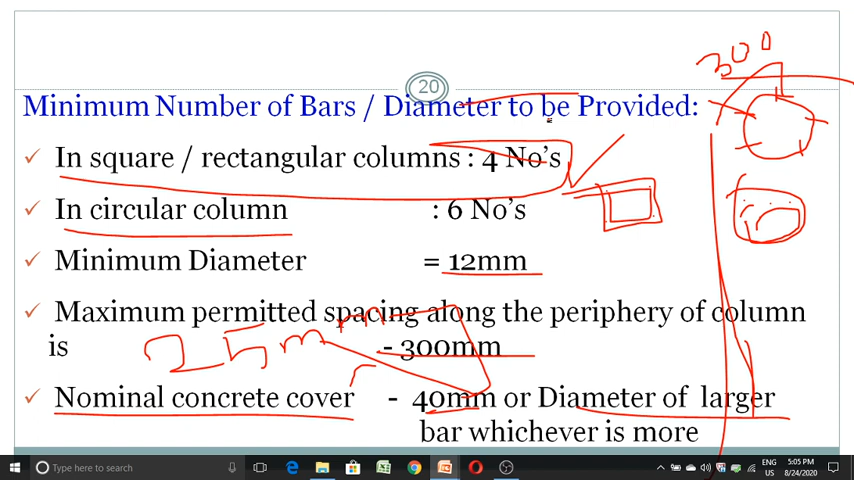 20
300
Minimum Number of Bars / Diameter to be Provided:
✓ In square / rectangular columns : 4 No's
✓ In circular column : 6 No's
✓ Minimum Diameter = 12mm
✓ Maximum permitted spacing along the periphery of column
is - 300mm
25mm
✓ Nominal concrete cover - 40mm or Diameter of larger
bar whichever is more
Type here to search
ENG 5:05 PM
US 8/24/2020